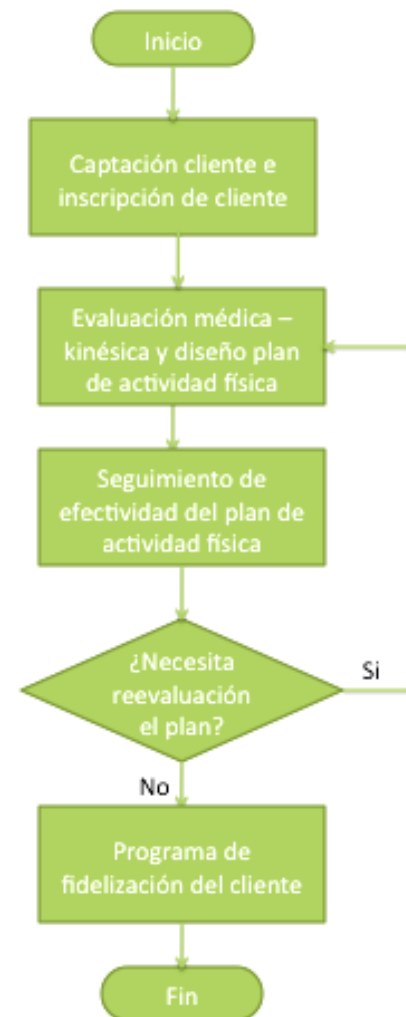 Inicio
Captación cliente e
inscripción de cliente
Evaluación médica –
kinésica y diseño plan
de actividad física
Seguimiento de
efectividad del plan de
actividad física
¿Necesita
reevaluación
el plan?
Si
No
Programa de
fidelización del cliente
Fin